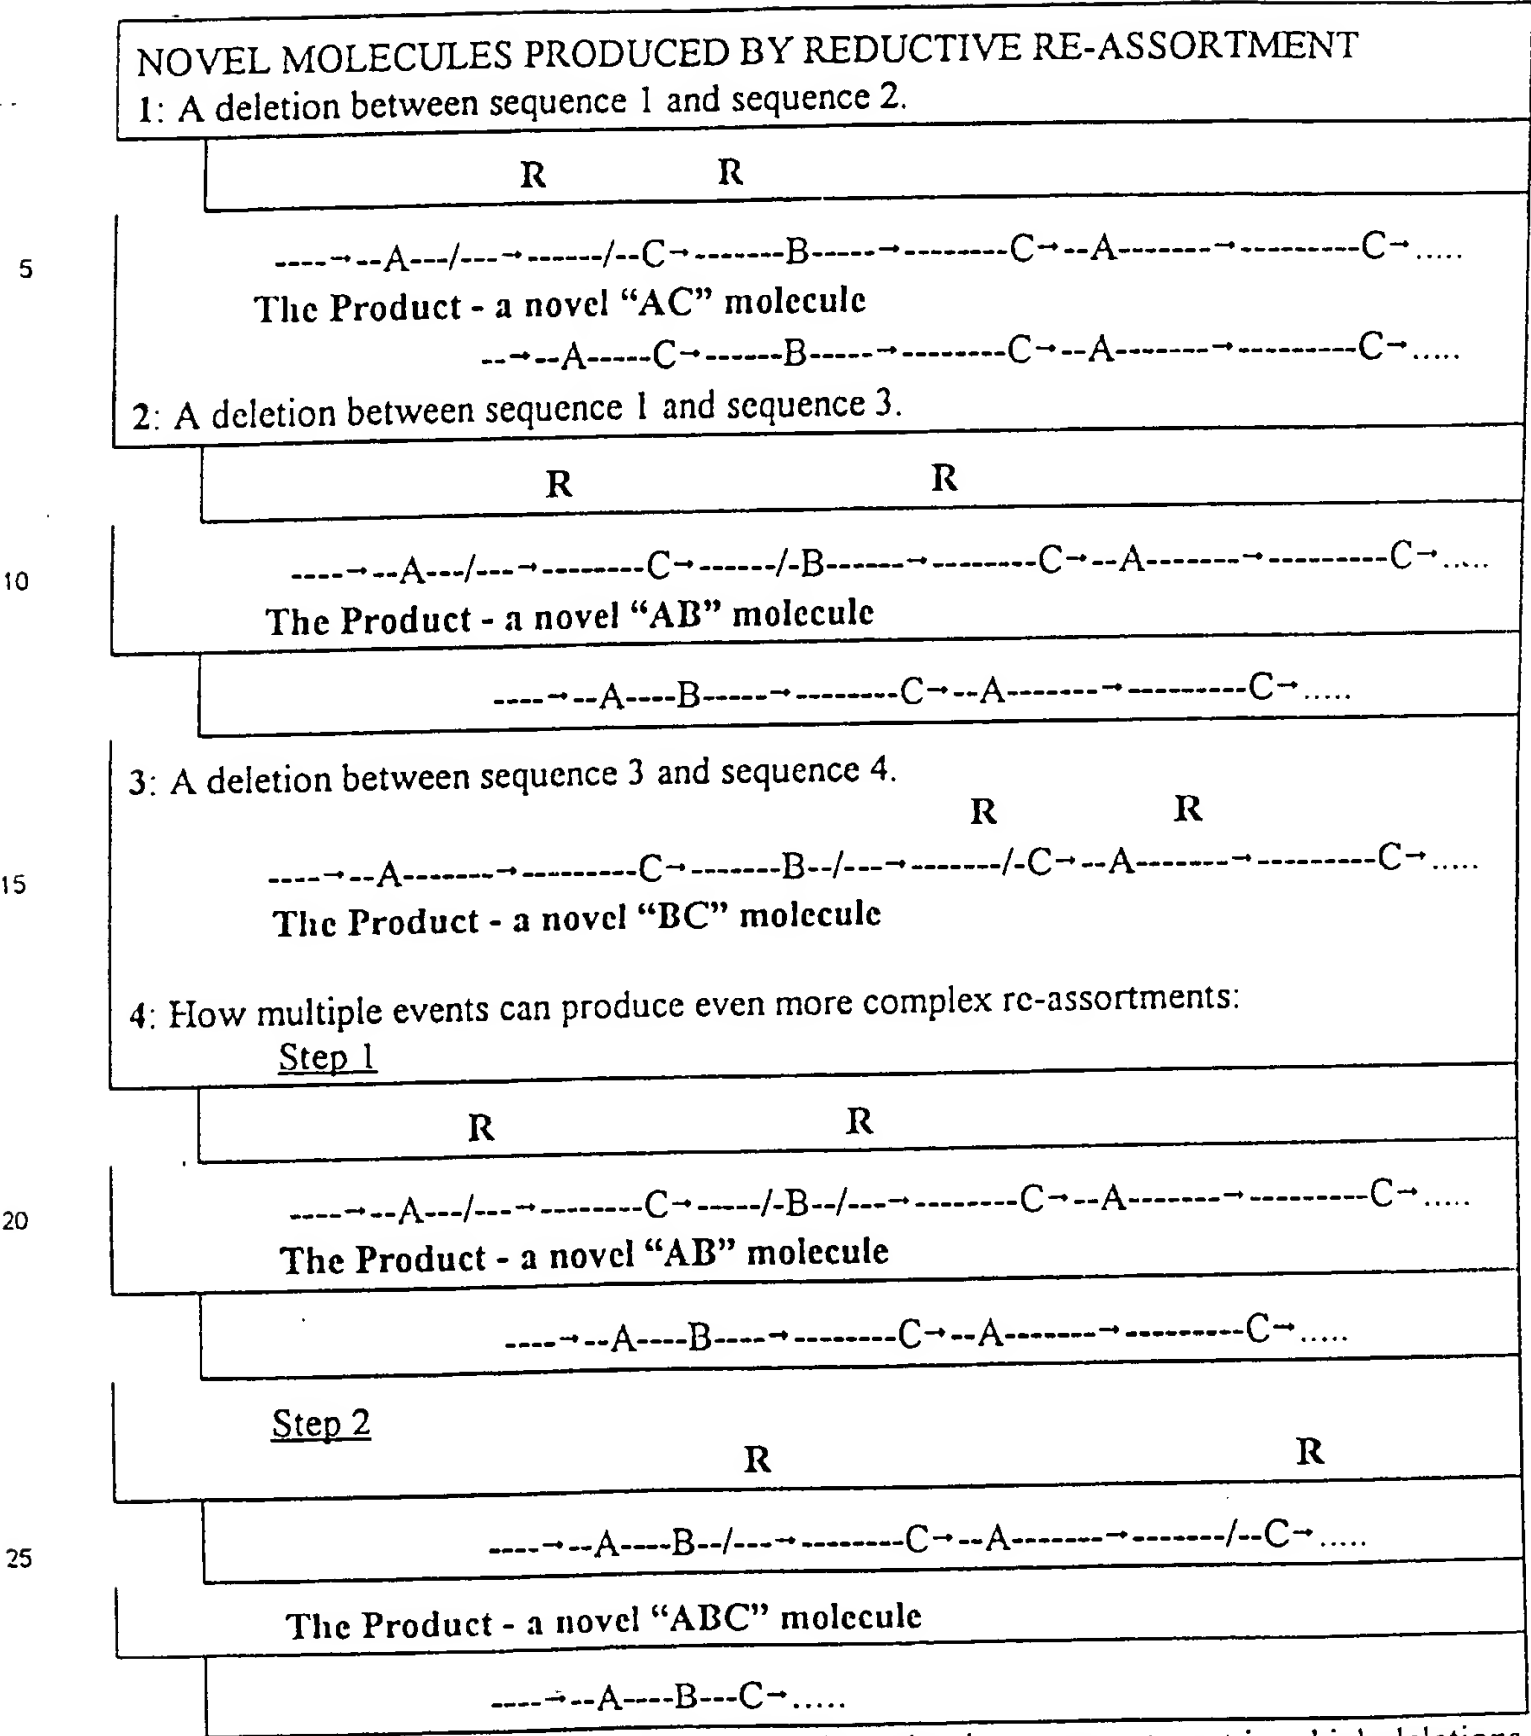 NOVEL MOLECULES PRODUCED BY REDUCTIVE RE-ASSORTMENT
1: A deletion between sequence 1 and sequence 2.
R R
5 ----→--A---/---→------/--C→-------B-----→--------C→--A-------→---------C→.....
The Product - a novel “AC” molecule
--→--A-----C→------B-----→--------C→--A-------→---------C→.....
2: A deletion between sequence 1 and sequence 3.
R R
10 ----→--A---/---→--------C→------/-B------→--------C→--A-------→---------C→.....
The Product - a novel “AB” molecule
----→--A----B-----→--------C→--A-------→---------C→.....
3: A deletion between sequence 3 and sequence 4.
R R
15 ----→--A-------→---------C→-------B--/---→-------/-C→--A-------→---------C→.....
The Product - a novel “BC” molecule
4: How multiple events can produce even more complex re-assortments:
Step 1
R R
20 ----→--A---/---→--------C→-----/-B--/---→--------C→--A-------→---------C→.....
The Product - a novel “AB” molecule
----→--A----B----→--------C→--A-------→---------C→.....
Step 2
R R
25 ----→--A----B--/---→--------C→--A-------→-------/--C→.....
The Product - a novel “ABC” molecule
----→--A----B---C→.....